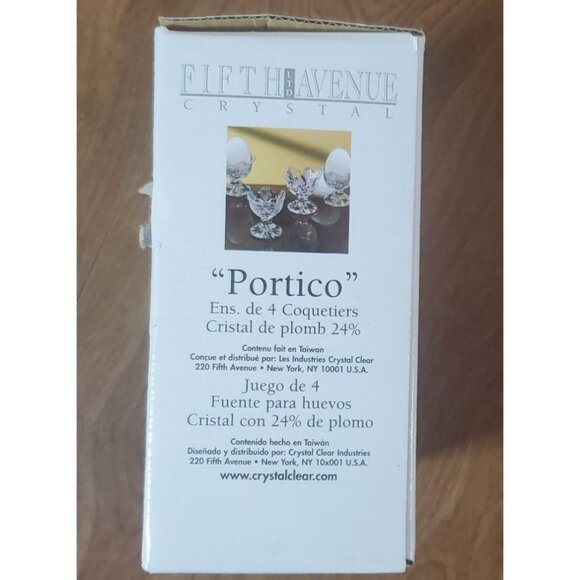 FIFTH LTD AVENUE
CRYSTAL
“Portico”
Ens. de 4 Coquetiers
Cristal de plomb 24%
Contenu fait en Taiwan
Conçue et distribué par: Les Industries Crystal Clear
220 Fifth Avenue • New York, NY 10001 U.S.A.
Juego de 4
Fuente para huevos
Cristal con 24% de plomo
Contenido hecho en Taiwán
Diseñado y distribuido por: Crystal Clear Industries
220 Fifth Avenue • New York, NY 10x001 U.S.A.
www.crystalclear.com